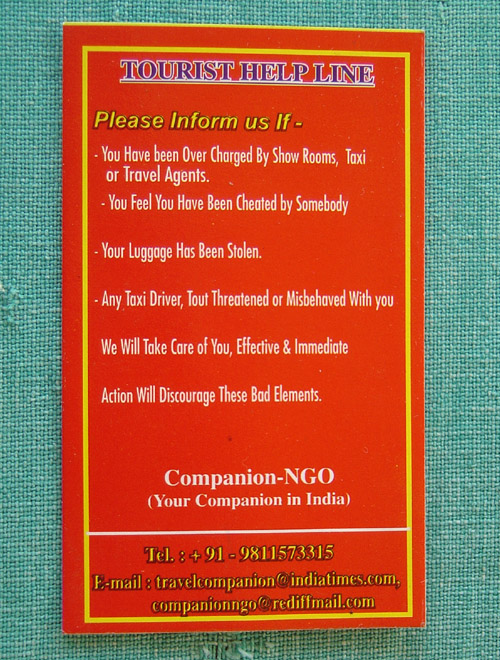 TOURIST HELP LINE
Please Inform us If -
- You Have been Over Charged By Show Rooms, Taxi
or Travel Agents.
- You Feel You Have Been Cheated by Somebody
- Your Luggage Has Been Stolen.
- Any Taxi Driver, Tout Threatened or Misbehaved With you
We Will Take Care of You, Effective & Immediate
Action Will Discourage These Bad Elements.
Companion-NGO
(Your Companion in India)
Tel. : + 91 - 9811573315
E-mail : travelcompanion@indiatimes.com,
companionngo@rediffmail.com